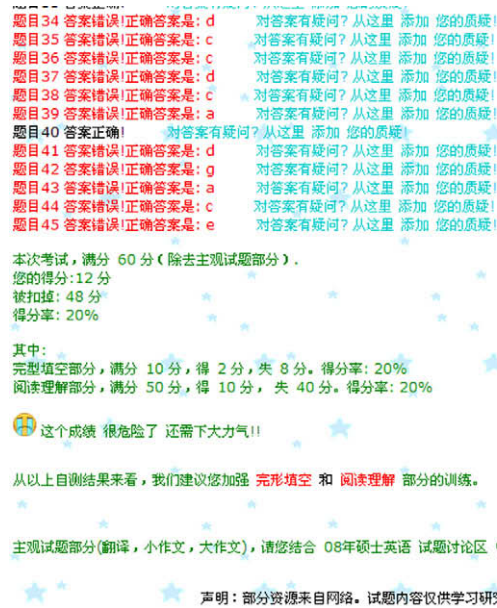 题目34 答案错误!正确答案是: d 对答案有疑问? 从这里 添加 您的质疑!
题目35 答案错误!正确答案是: c 对答案有疑问? 从这里 添加 您的质疑!
题目36 答案错误!正确答案是: c 对答案有疑问? 从这里 添加 您的质疑!
题目37 答案错误!正确答案是: d 对答案有疑问? 从这里 添加 您的质疑!
题目38 答案错误!正确答案是: c 对答案有疑问? 从这里 添加 您的质疑!
题目39 答案错误!正确答案是: a 对答案有疑问? 从这里 添加 您的质疑!
题目40 答案正确! 对答案有疑问? 从这里 添加 您的质疑!
题目41 答案错误!正确答案是: d 对答案有疑问? 从这里 添加 您的质疑!
题目42 答案错误!正确答案是: g 对答案有疑问? 从这里 添加 您的质疑!
题目43 答案错误!正确答案是: a 对答案有疑问? 从这里 添加 您的质疑!
题目44 答案错误!正确答案是: c 对答案有疑问? 从这里 添加 您的质疑!
题目45 答案错误!正确答案是: e 对答案有疑问? 从这里 添加 您的质疑!
本次考试，满分 60 分 ( 除去主观试题部分 ) .
您的得分:12 分
被扣掉: 48 分
得分率: 20%
其中:
完型填空部分，满分 10 分，得 2 分，失 8 分。得分率: 20%
阅读理解部分，满分 50 分，得 10 分， 失 40 分。得分率: 20%
这个成绩 很危险了 还需下大力气!!
从以上自测结果来看，我们建议您加强 完形填空 和 阅读理解 部分的训练。
主观试题部分(翻译，小作文，大作文)，请您结合 08年硕士英语 试题讨论区
声明：部分资源来自网络。试题内容仅供学习研究